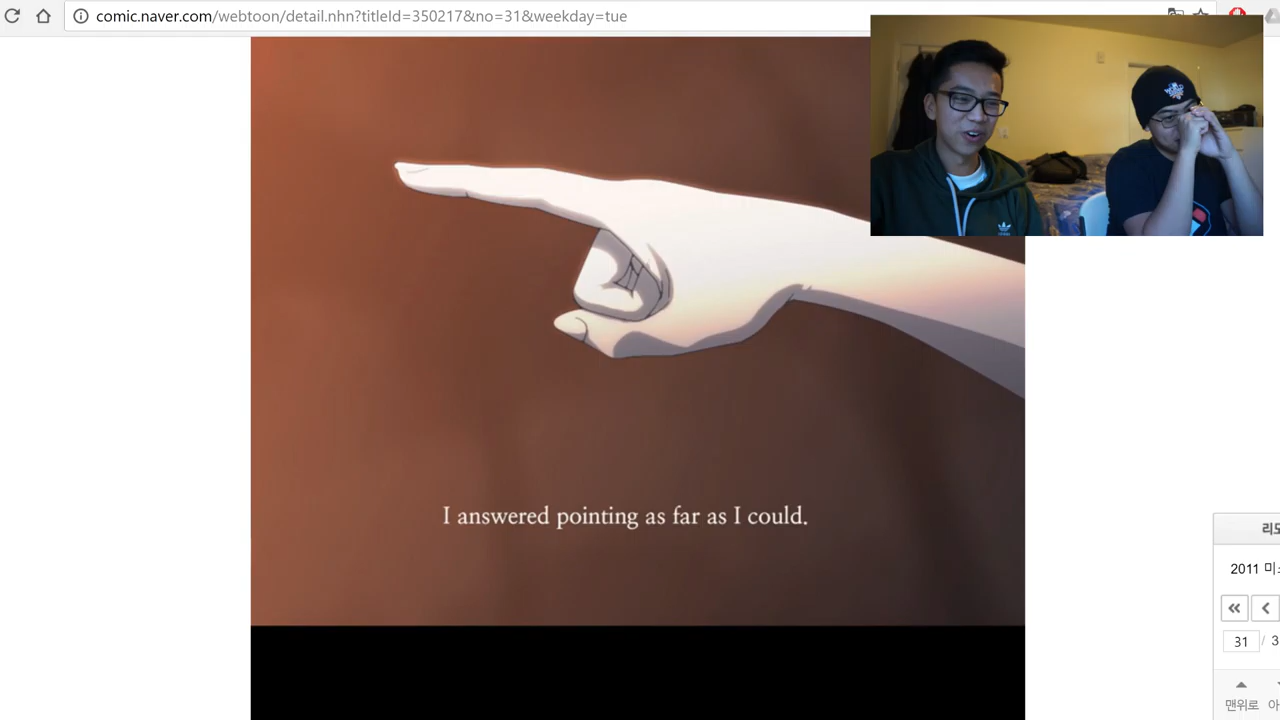 comic.naver.com/webtoon/detail.nhn?titleId=350217&no=31&weekday=tue
I answered pointing as far as I could.
2011
31 / 3
맨위로